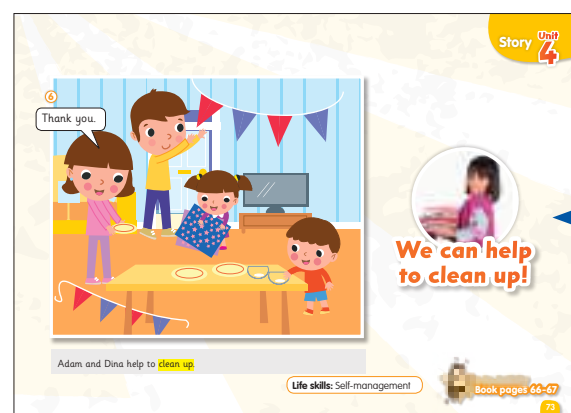 Story Unit 4
6
Thank you.
We can help
to clean up!
Adam and Dina help to clean up.
Life skills: Self-management
Book pages 66-67
73